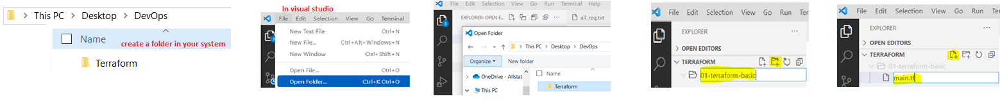 This PC > Desktop > DevOps
Name
create a folder in your system
Terraform
In visual studio
File Edit Selection View Go Terminal
New Text File Ctrl+N
New File... Ctrl+Alt+Windows+N
New Window Ctrl+Shift+N
Open File... Ctrl+O
Open Folder... Ctrl+K Ctrl+O
File Edit Selection View Go Run Terminal Help
3
EXPLORER: OPEN E...
all_req.txt
Open Folder
This PC > Desktop > DevOps
Organize
New folder
OneDrive - Allstat
Name
This PC
Terraform
File Edit Selection View Go
EXPLORER
OPEN EDITORS
TERRAFORM
01-terraform-basic
File Edit Selection View Go Run
EXPLORER
OPEN EDITORS
TERRAFORM
01-terraform-basic
main.tf